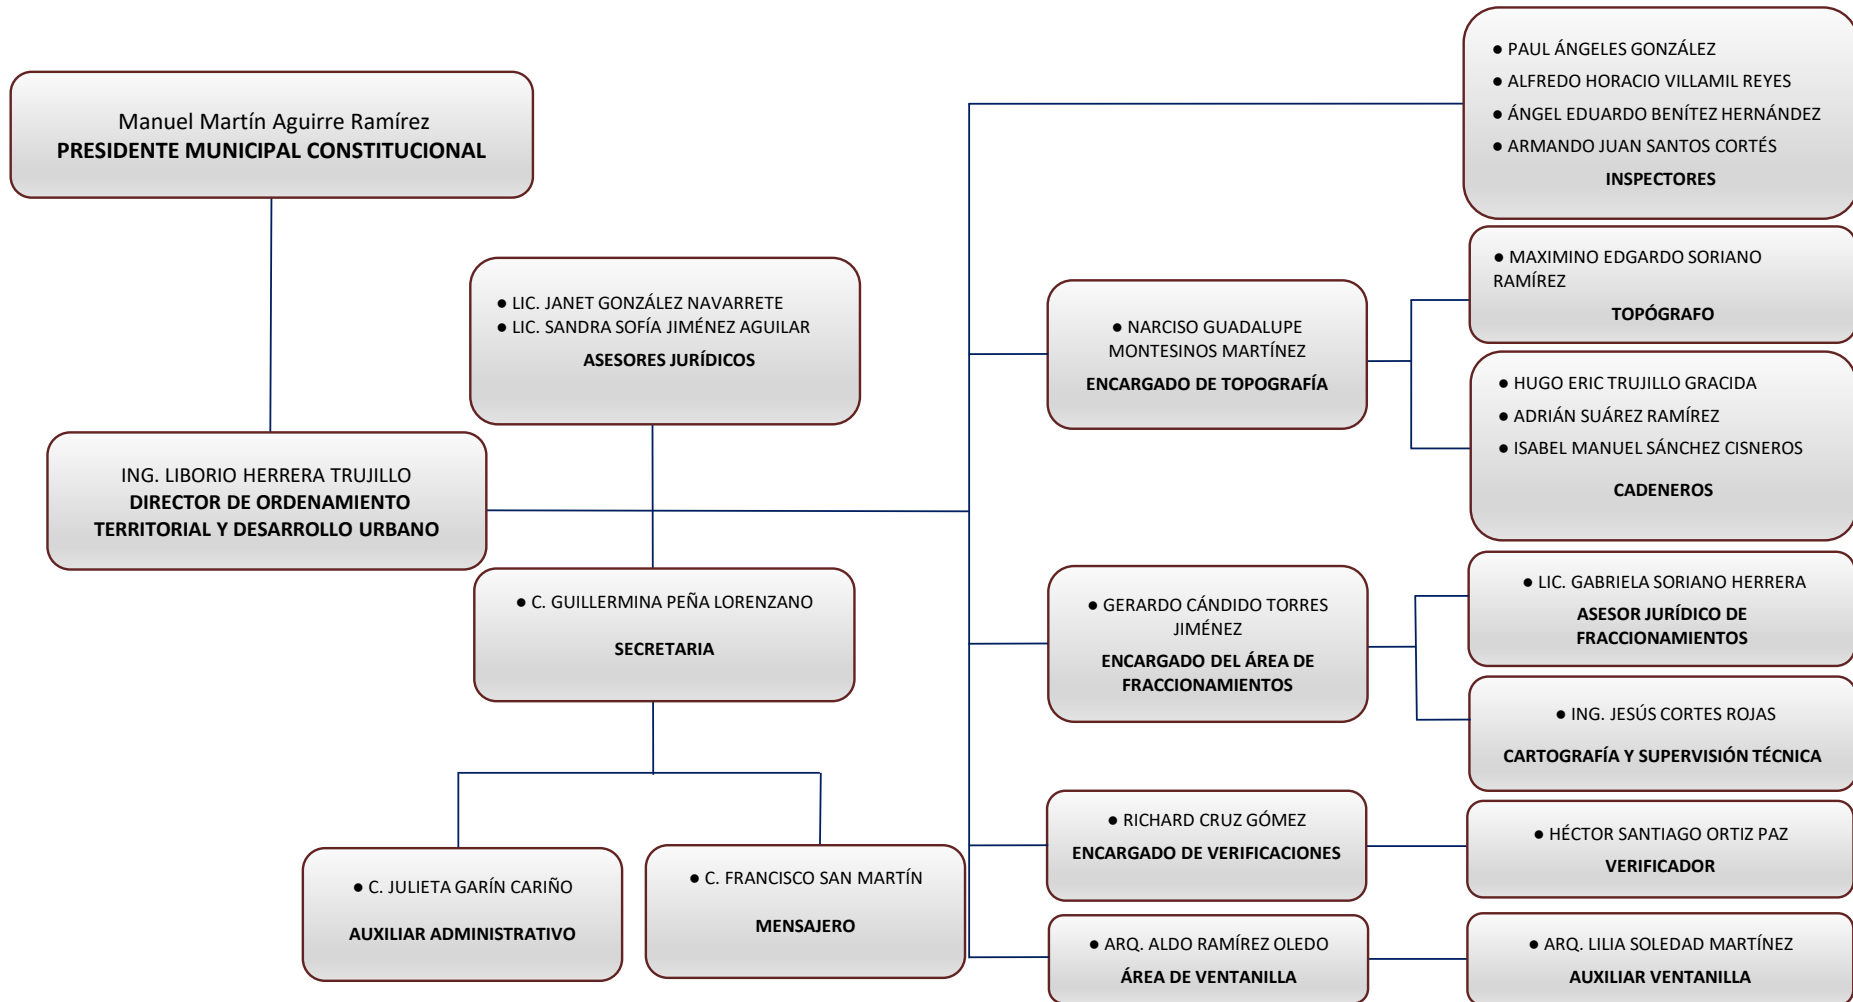 Manuel Martín Aguirre Ramírez
PRESIDENTE MUNICIPAL CONSTITUCIONAL
● LIC. JANET GONZÁLEZ NAVARRETE
● LIC. SANDRA SOFÍA JIMÉNEZ AGUILAR
ASESORES JURÍDICOS
ING. LIBORIO HERRERA TRUJILLO
DIRECTOR DE ORDENAMIENTO
TERRITORIAL Y DESARROLLO URBANO
● C. GUILLERMINA PEÑA LORENZANO
SECRETARIA
● C. JULIETA GARÍN CARIÑO
AUXILIAR ADMINISTRATIVO
● C. FRANCISCO SAN MARTÍN
MENSAJERO
● PAUL ÁNGELES GONZÁLEZ
● ALFREDO HORACIO VILLAMIL REYES
● ÁNGEL EDUARDO BENÍTEZ HERNÁNDEZ
● ARMANDO JUAN SANTOS CORTÉS
INSPECTORES
● NARCISO GUADALUPE
MONTESINOS MARTÍNEZ
ENCARGADO DE TOPOGRAFÍA
● MAXIMINO EDGARDO SORIANO
RAMÍREZ
TOPÓGRAFO
● HUGO ERIC TRUJILLO GRACIDA
● ADRIÁN SUÁREZ RAMÍREZ
● ISABEL MANUEL SÁNCHEZ CISNEROS
CADENEROS
● GERARDO CÁNDIDO TORRES
JIMÉNEZ
ENCARGADO DEL ÁREA DE
FRACCIONAMIENTOS
● LIC. GABRIELA SORIANO HERRERA
ASESOR JURÍDICO DE
FRACCIONAMIENTOS
● ING. JESÚS CORTES ROJAS
CARTOGRAFÍA Y SUPERVISIÓN TÉCNICA
● RICHARD CRUZ GÓMEZ
ENCARGADO DE VERIFICACIONES
● HÉCTOR SANTIAGO ORTIZ PAZ
VERIFICADOR
● ARQ. ALDO RAMÍREZ OLEDO
ÁREA DE VENTANILLA
● ARQ. LILIA SOLEDAD MARTÍNEZ
AUXILIAR VENTANILLA